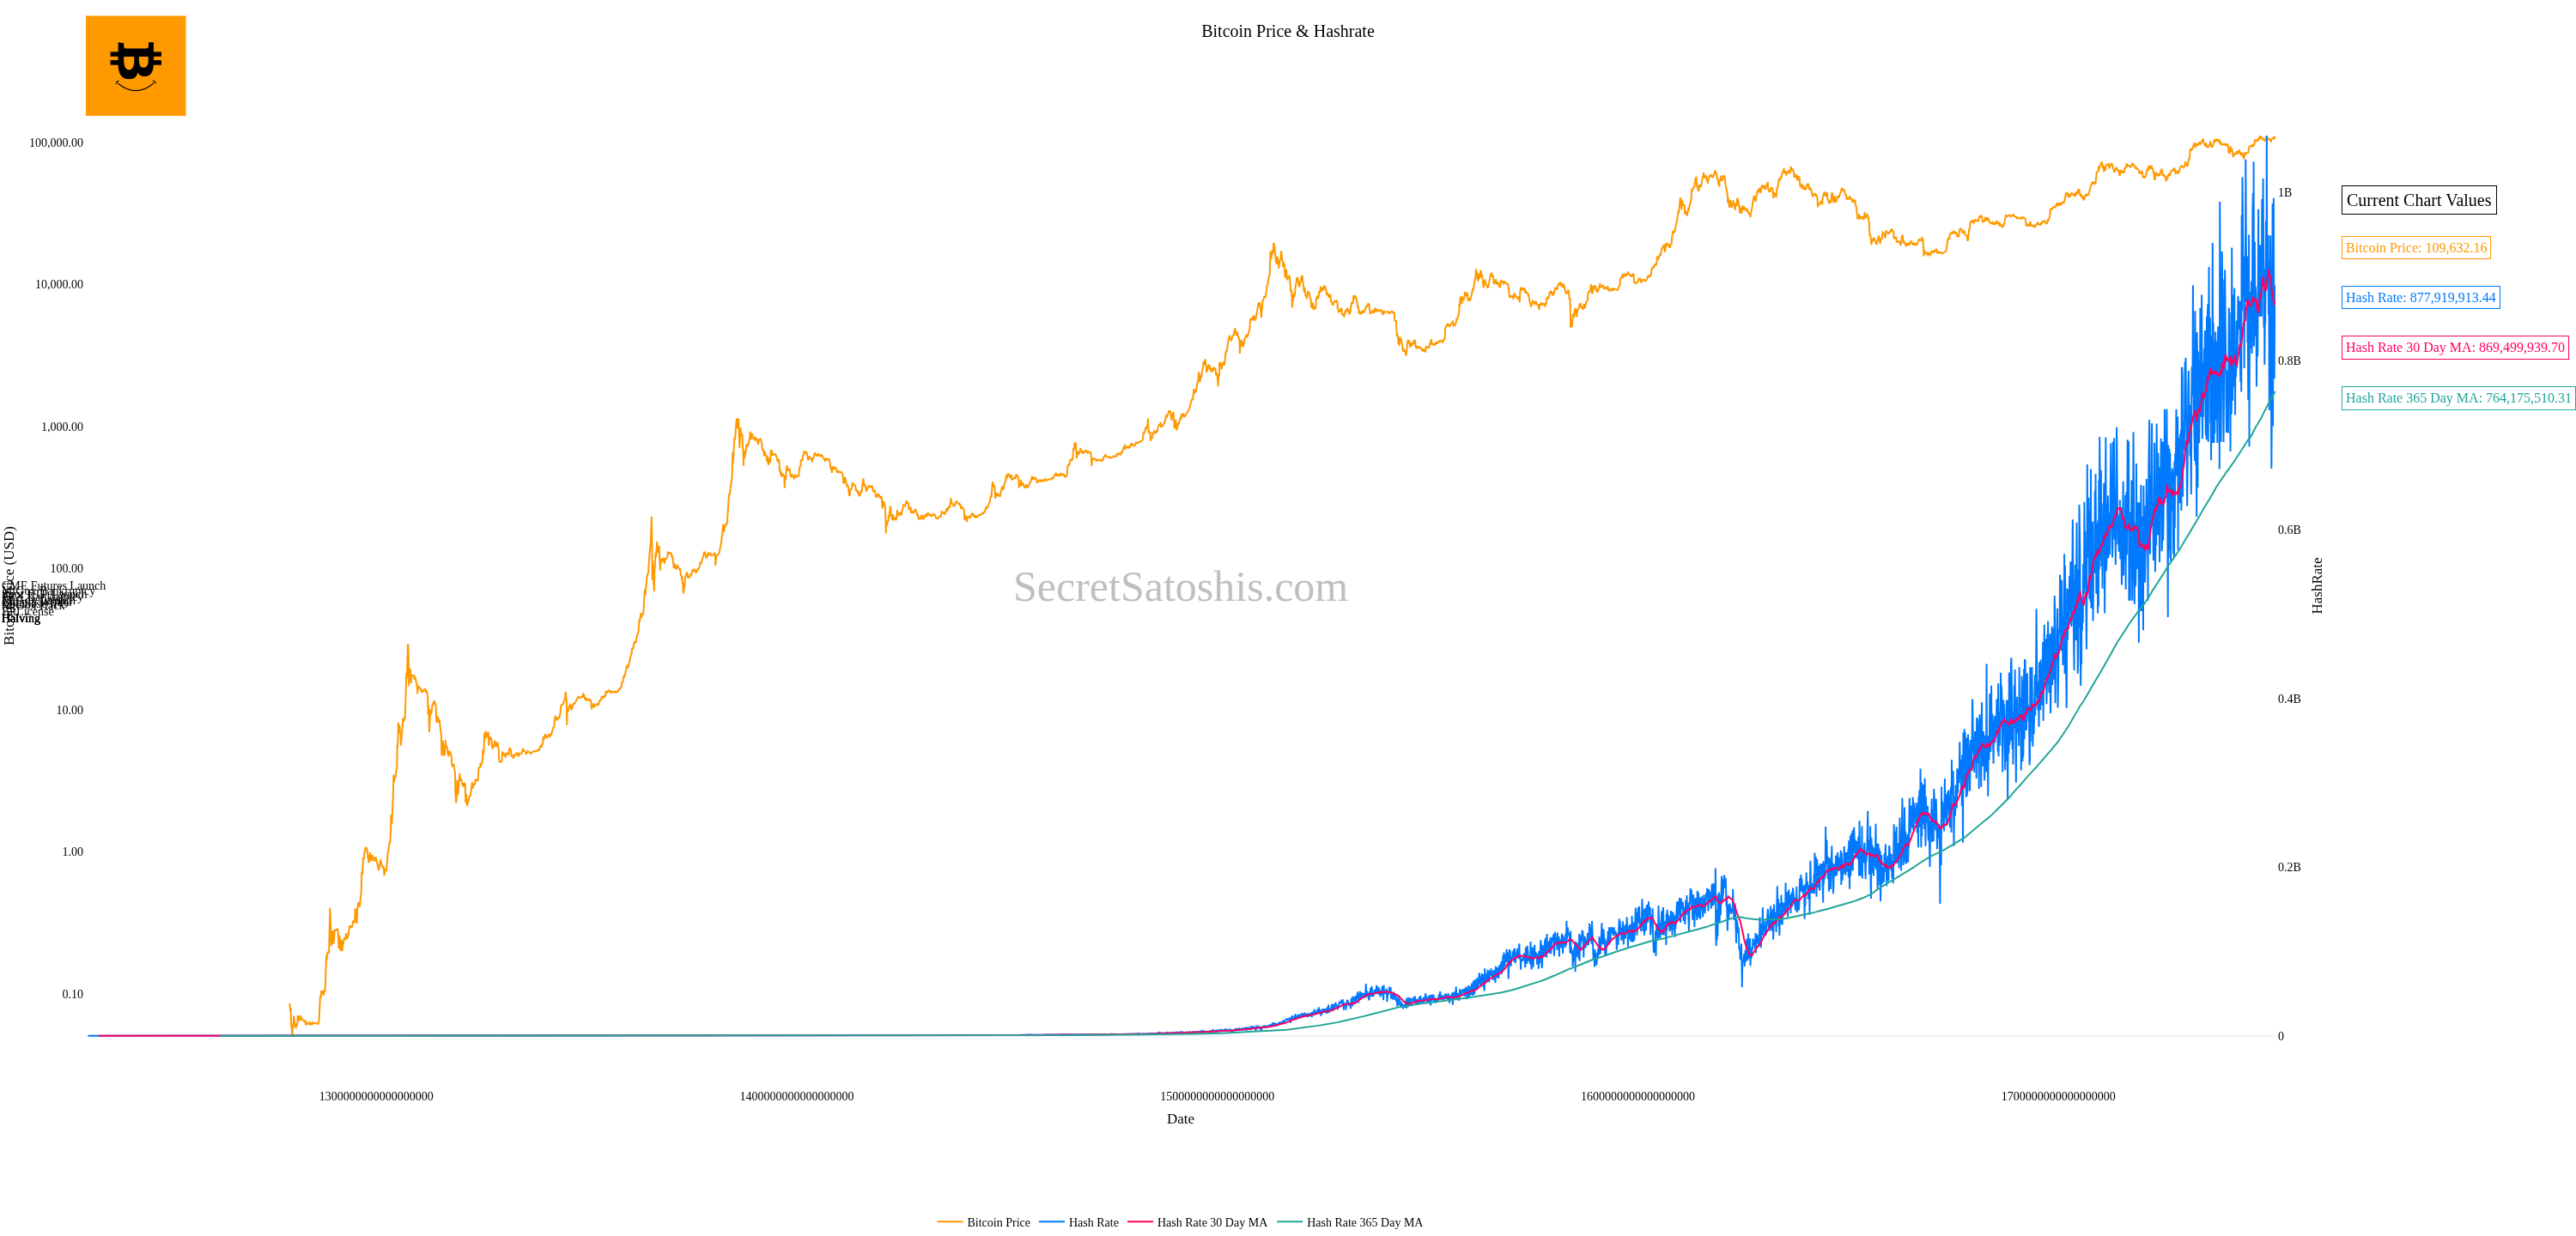 Bitcoin Price & Hashrate
100,000.00
10,000.00
1,000.00
100.00
10.00
1.00
0.10
Bitcoin Price (USD)
CME Futures Launch
Halving
SecretSatoshis.com
1B
0.8B
0.6B
0.4B
0.2B
0
HashRate
Current Chart Values
Bitcoin Price: 109,632.16
Hash Rate: 877,919,913.44
Hash Rate 30 Day MA: 869,499,939.70
Hash Rate 365 Day MA: 764,175,510.31
1300000000000000000
1400000000000000000
1500000000000000000
1600000000000000000
1700000000000000000
Date
Bitcoin Price
Hash Rate
Hash Rate 30 Day MA
Hash Rate 365 Day MA